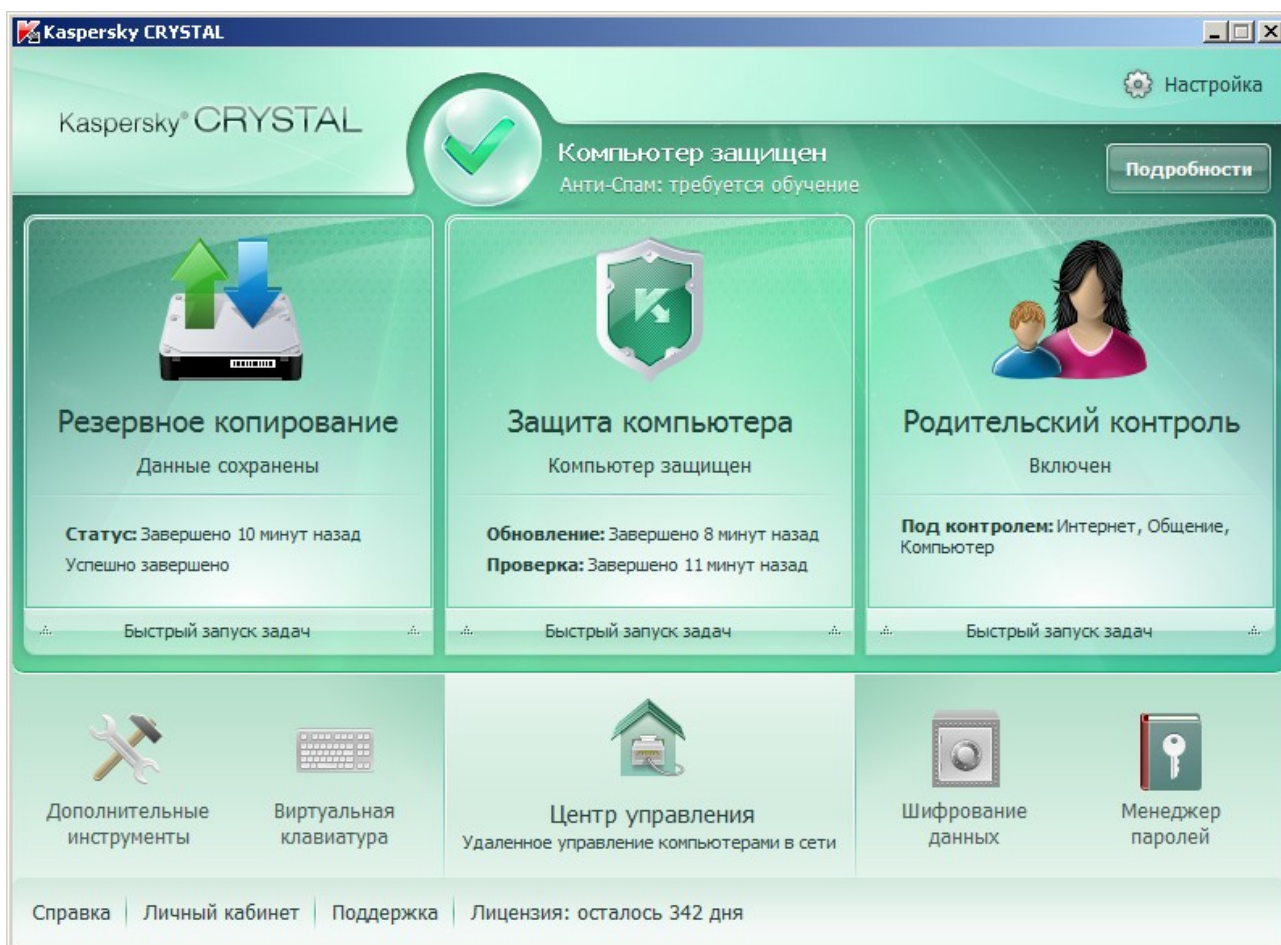 Kaspersky CRYSTAL
Настройка
Kaspersky® CRYSTAL
Компьютер защищен
Анти-Спам: требуется обучение
Подробности
Резервное копирование
Данные сохранены
Статус: Завершено 10 минут назад
Успешно завершено
Быстрый запуск задач
Защита компьютера
Компьютер защищен
Обновление: Завершено 8 минут назад
Проверка: Завершено 11 минут назад
Быстрый запуск задач
Родительский контроль
Включен
Под контролем: Интернет, Общение,
Компьютер
Быстрый запуск задач
Дополнительные
инструменты
Виртуальная
клавиатура
Центр управления
Удаленное управление компьютерами в сети
Шифрование
данных
Менеджер
паролей
Справка Личный кабинет Поддержка Лицензия: осталось 342 дня